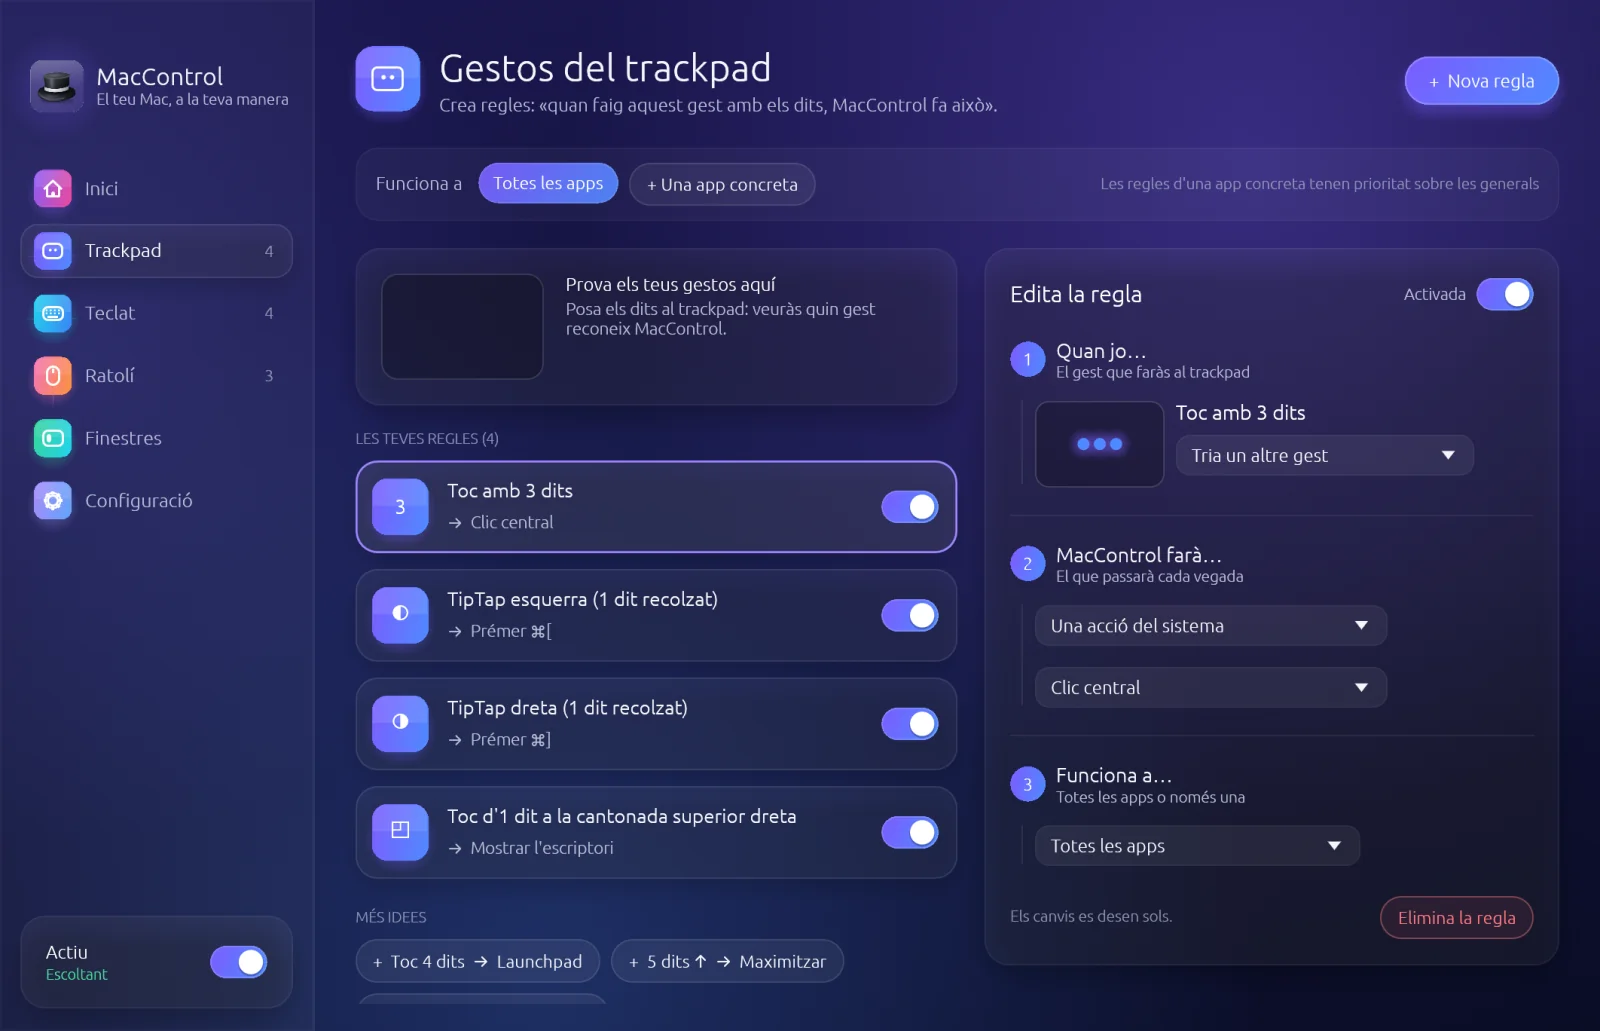 MacControl
El teu Mac, a la teva manera
Inici
Trackpad 4
Teclat 4
Ratolí 3
Finestres
Configuració
Actiu
Escoltant
Gestos del trackpad
Crea regles: «quan faig aquest gest amb els dits, MacControl fa això».
+ Nova regla
Funciona a Totes les apps + Una app concreta Les regles d'una app concreta tenen prioritat sobre les generals
Prova els teus gestos aquí
Posa els dits al trackpad: veuràs quin gest
reconeix MacControl.
LES TEVES REGLES (4)
3
Toc amb 3 dits
→ Clic central
TipTap esquerra (1 dit recolzat)
→ Prémer ⌘[
TipTap dreta (1 dit recolzat)
→ Prémer ⌘]
Toc d'1 dit a la cantonada superior dreta
→ Mostrar l'escriptori
MÉS IDEES
+ Toc 4 dits → Launchpad + 5 dits ↑ → Maximitzar
Edita la regla Activada
1 Quan jo...
El gest que faràs al trackpad
Toc amb 3 dits
Tria un altre gest
2 MacControl farà...
El que passarà cada vegada
Una acció del sistema
Clic central
3 Funciona a...
Totes les apps o només una
Totes les apps
Els canvis es desen sols. Elimina la regla